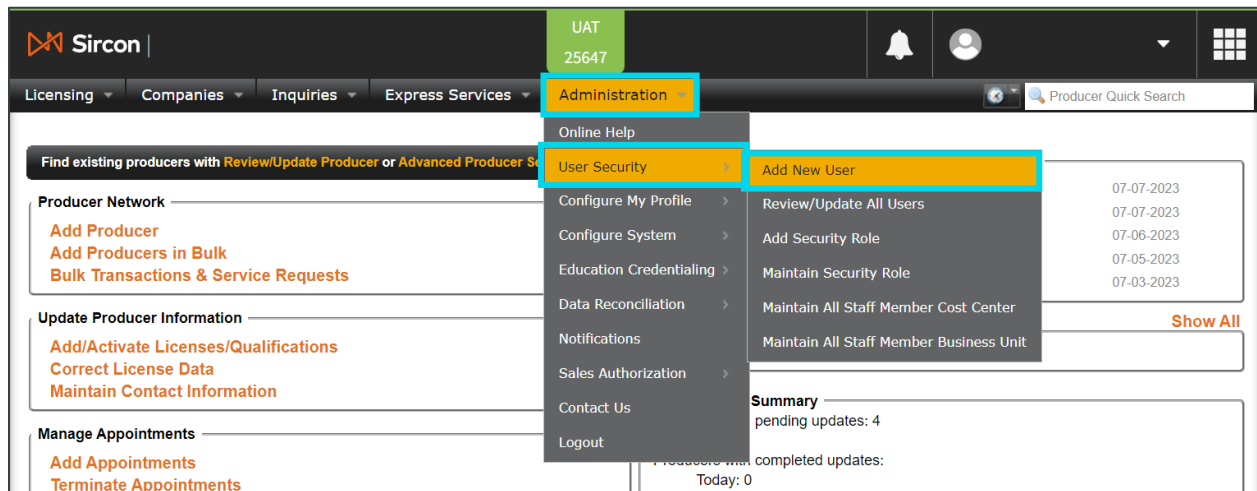 Sircon |
UAT
25647
Licensing
Companies
Inquiries
Express Services
Administration
Producer Quick Search
Find existing producers with Review/Update Producer or Advanced Producer
Online Help
User Security
Configure My Profile
Configure System
Education Credentialing
Data Reconciliation
Notifications
Sales Authorization
Contact Us
Logout
Add New User
Review/Update All Users
Add Security Role
Maintain Security Role
Maintain All Staff Member Cost Center
Maintain All Staff Member Business Unit
Producer Network
Add Producer
Add Producers in Bulk
Bulk Transactions & Service Requests
Update Producer Information
Add/Activate Licenses/Qualifications
Correct License Data
Maintain Contact Information
Manage Appointments
Add Appointments
Terminate Appointments
07-07-2023
07-07-2023
07-06-2023
07-05-2023
07-03-2023
Show All
Summary
pending updates: 4
completed updates:
Today: 0